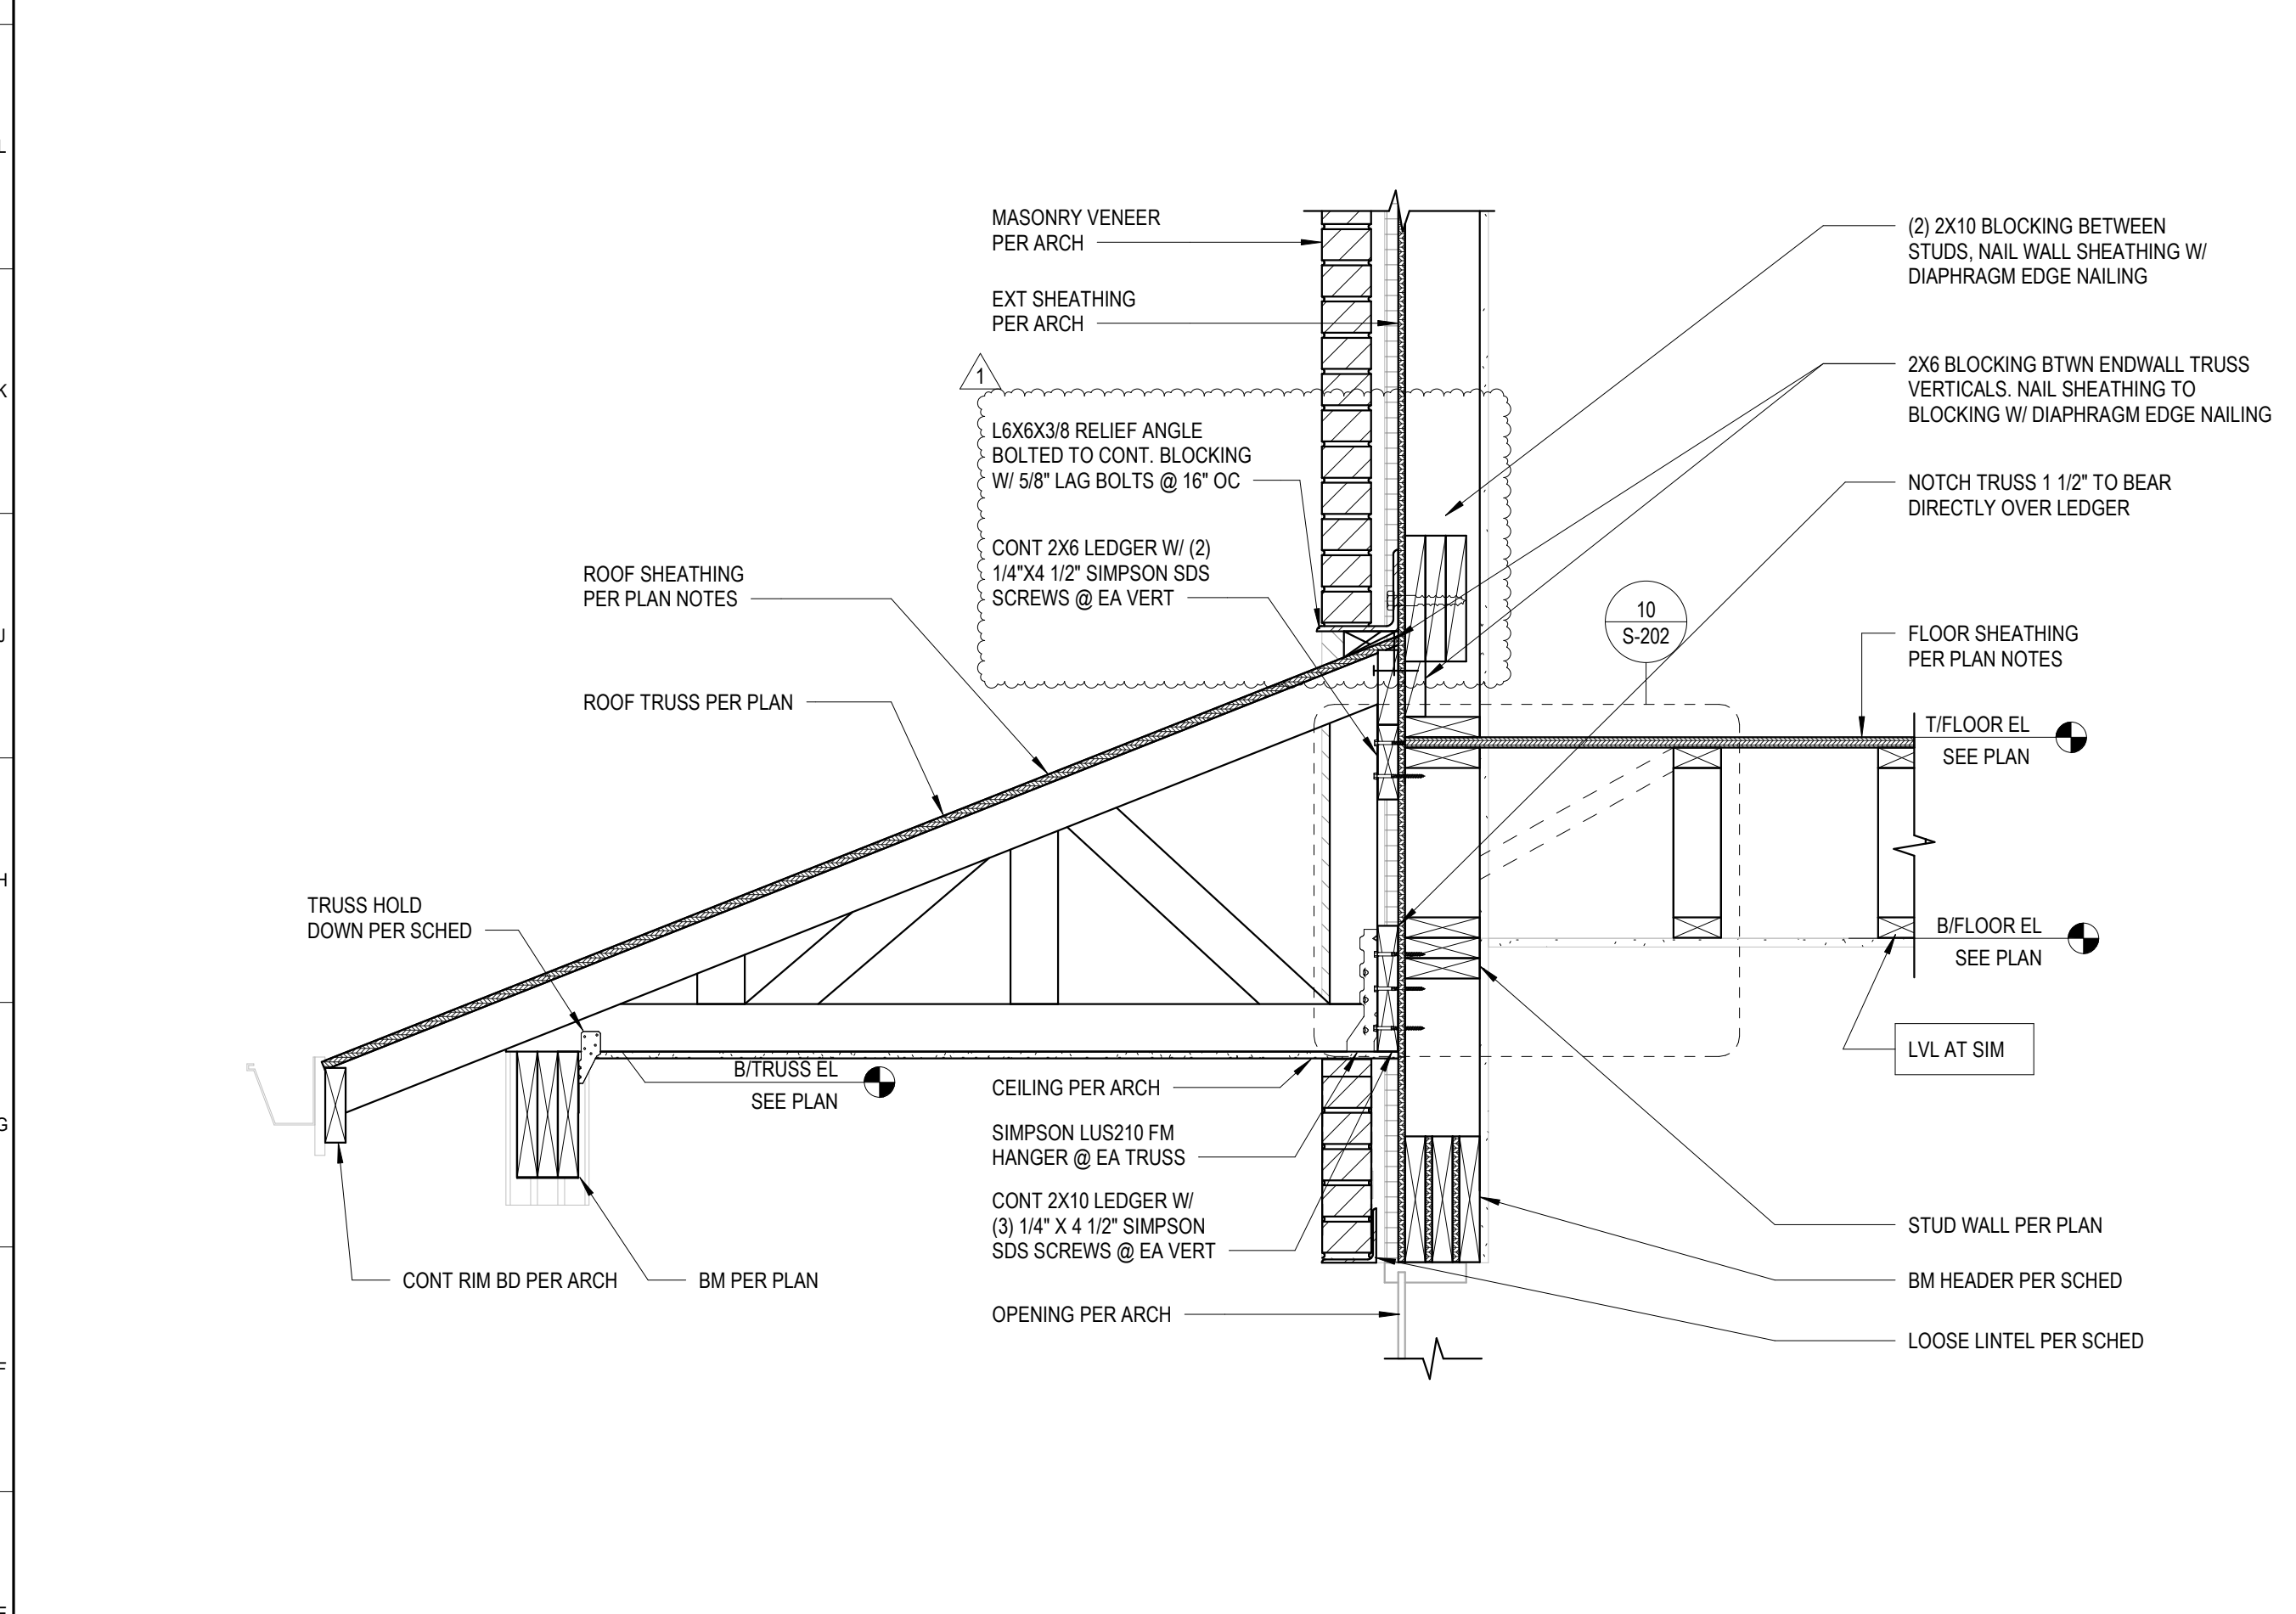 MASONRY VENEER
PER ARCH
EXT SHEATHING
PER ARCH
1
L6X6X3/8 RELIEF ANGLE
BOLTED TO CONT. BLOCKING
W/ 5/8" LAG BOLTS @ 16" OC
CONT 2X6 LEDGER W/ (2)
1/4"X4 1/2" SIMPSON SDS
SCREWS @ EA VERT
ROOF SHEATHING
PER PLAN NOTES
ROOF TRUSS PER PLAN
TRUSS HOLD
DOWN PER SCHED
B/TRUSS EL
SEE PLAN
CONT RIM BD PER ARCH
BM PER PLAN
CEILING PER ARCH
SIMPSON LUS210 FM
HANGER @ EA TRUSS
CONT 2X10 LEDGER W/
(3) 1/4" X 4 1/2" SIMPSON
SDS SCREWS @ EA VERT
OPENING PER ARCH
(2) 2X10 BLOCKING BETWEEN
STUDS, NAIL WALL SHEATHING W/
DIAPHRAGM EDGE NAILING
2X6 BLOCKING BTWN ENDWALL TRUSS
VERTICALS. NAIL SHEATHING TO
BLOCKING W/ DIAPHRAGM EDGE NAILING
NOTCH TRUSS 1 1/2" TO BEAR
DIRECTLY OVER LEDGER
10
S-202
FLOOR SHEATHING
PER PLAN NOTES
T/FLOOR EL
SEE PLAN
B/FLOOR EL
SEE PLAN
LVL AT SIM
STUD WALL PER PLAN
BM HEADER PER SCHED
LOOSE LINTEL PER SCHED
K
J
H
G
F